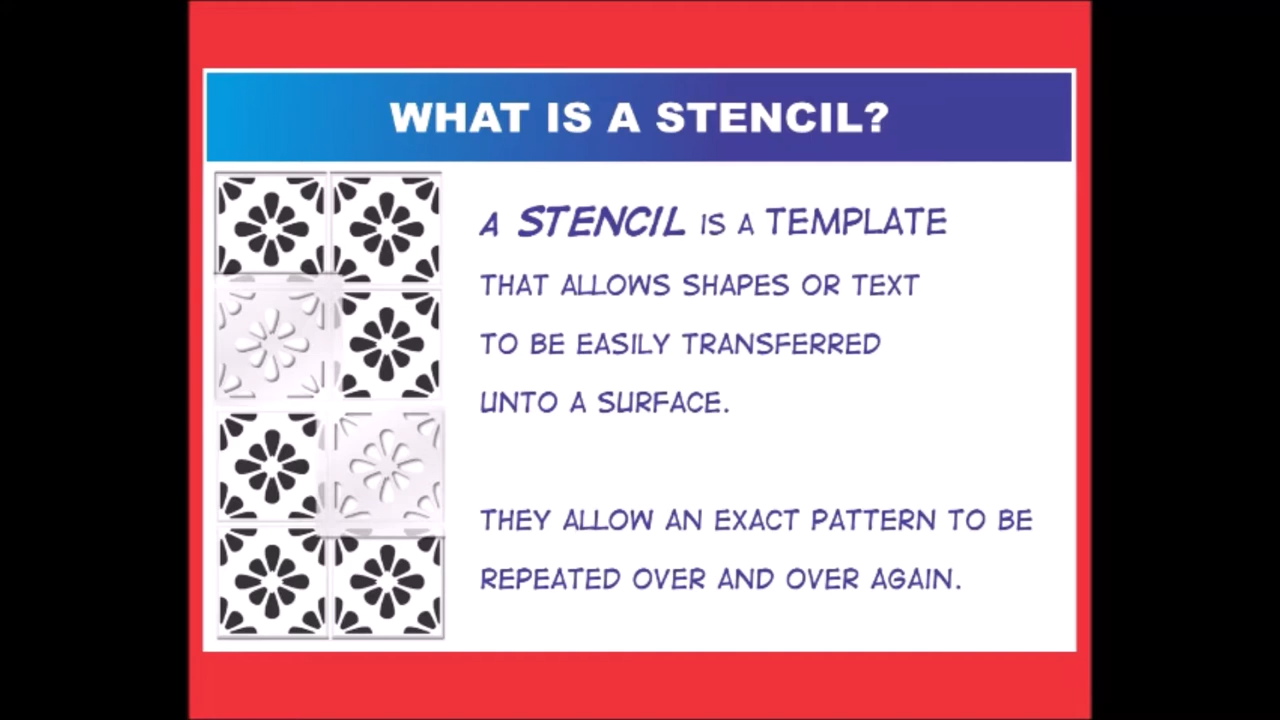 WHAT IS A STENCIL?
A STENCIL IS A TEMPLATE
THAT ALLOWS SHAPES OR TEXT
TO BE EASILY TRANSFERRED
UNTO A SURFACE.
THEY ALLOW AN EXACT PATTERN TO BE
REPEATED OVER AND OVER AGAIN.